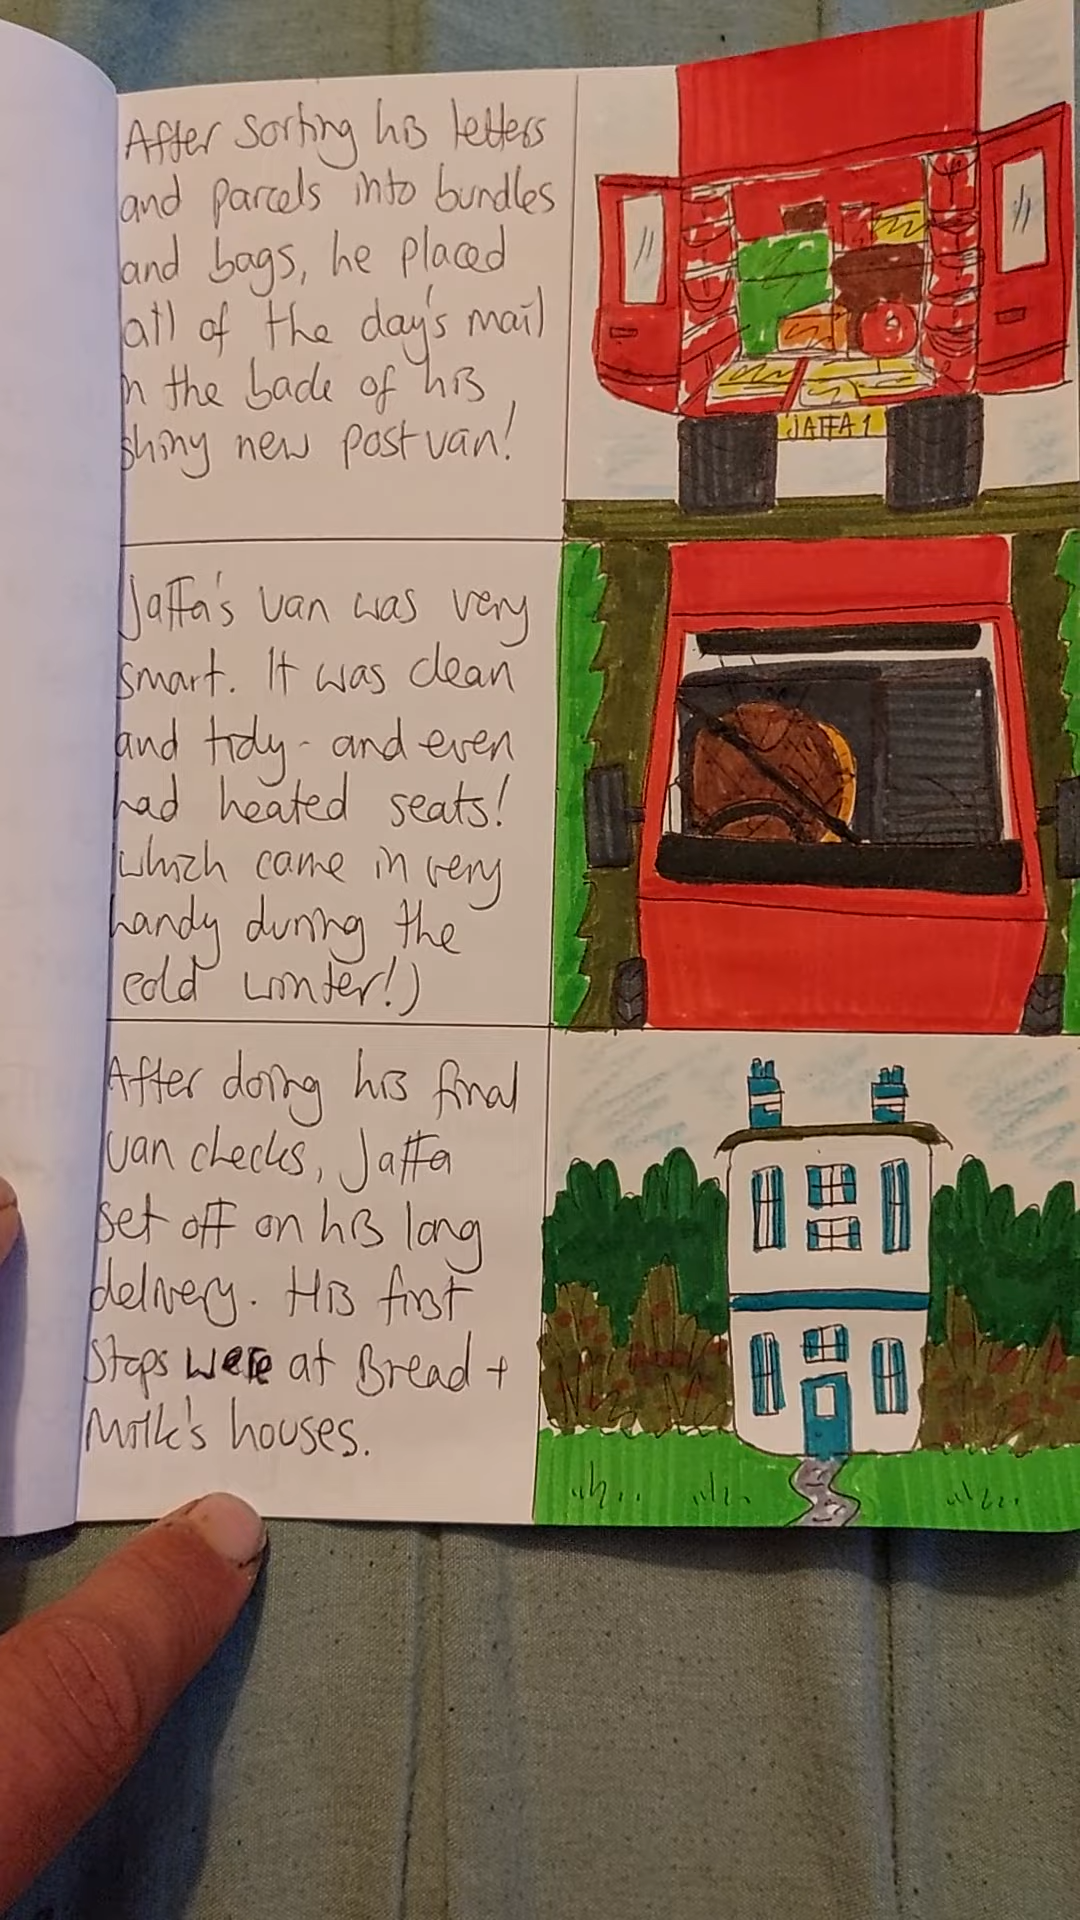 After sorting his letters
and parcels into bundles
and bags, he placed
all of the day's mail
in the back of his
shiny new post van!
JAFFA 1
Jaffa's van was very
smart. It was clean
and tidy - and even
had heated seats!
which came in very
handy during the
cold winter!)
After doing his final
van checks, Jaffa
set off on his long
delivery. His first
stops were at Bread +
Milk's houses.